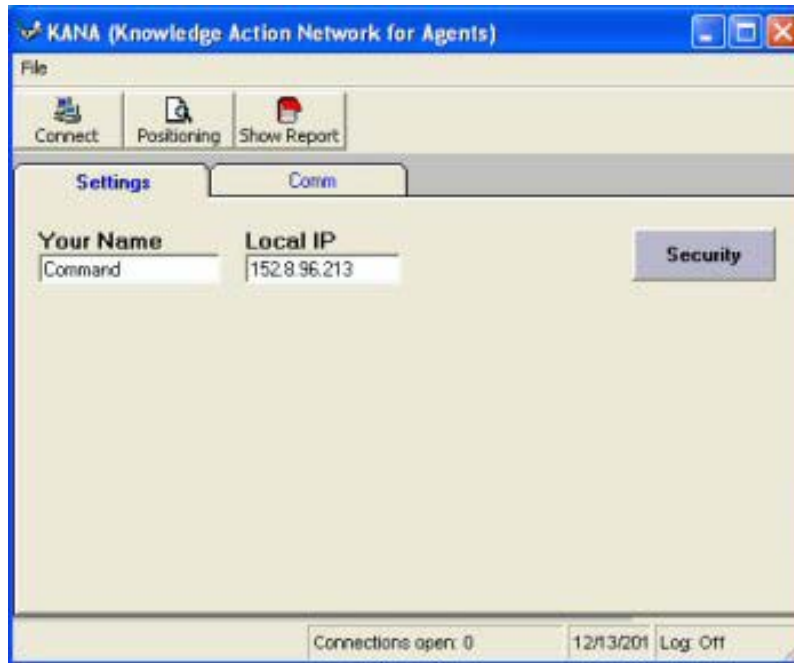 KANA (Knowledge Action Network for Agents)
File
Connect Positioning Show Report
Settings Comm
Your Name Local IP
Command 152.8.96.213 Security
Connections open: 0 12/13/201 Log: Off